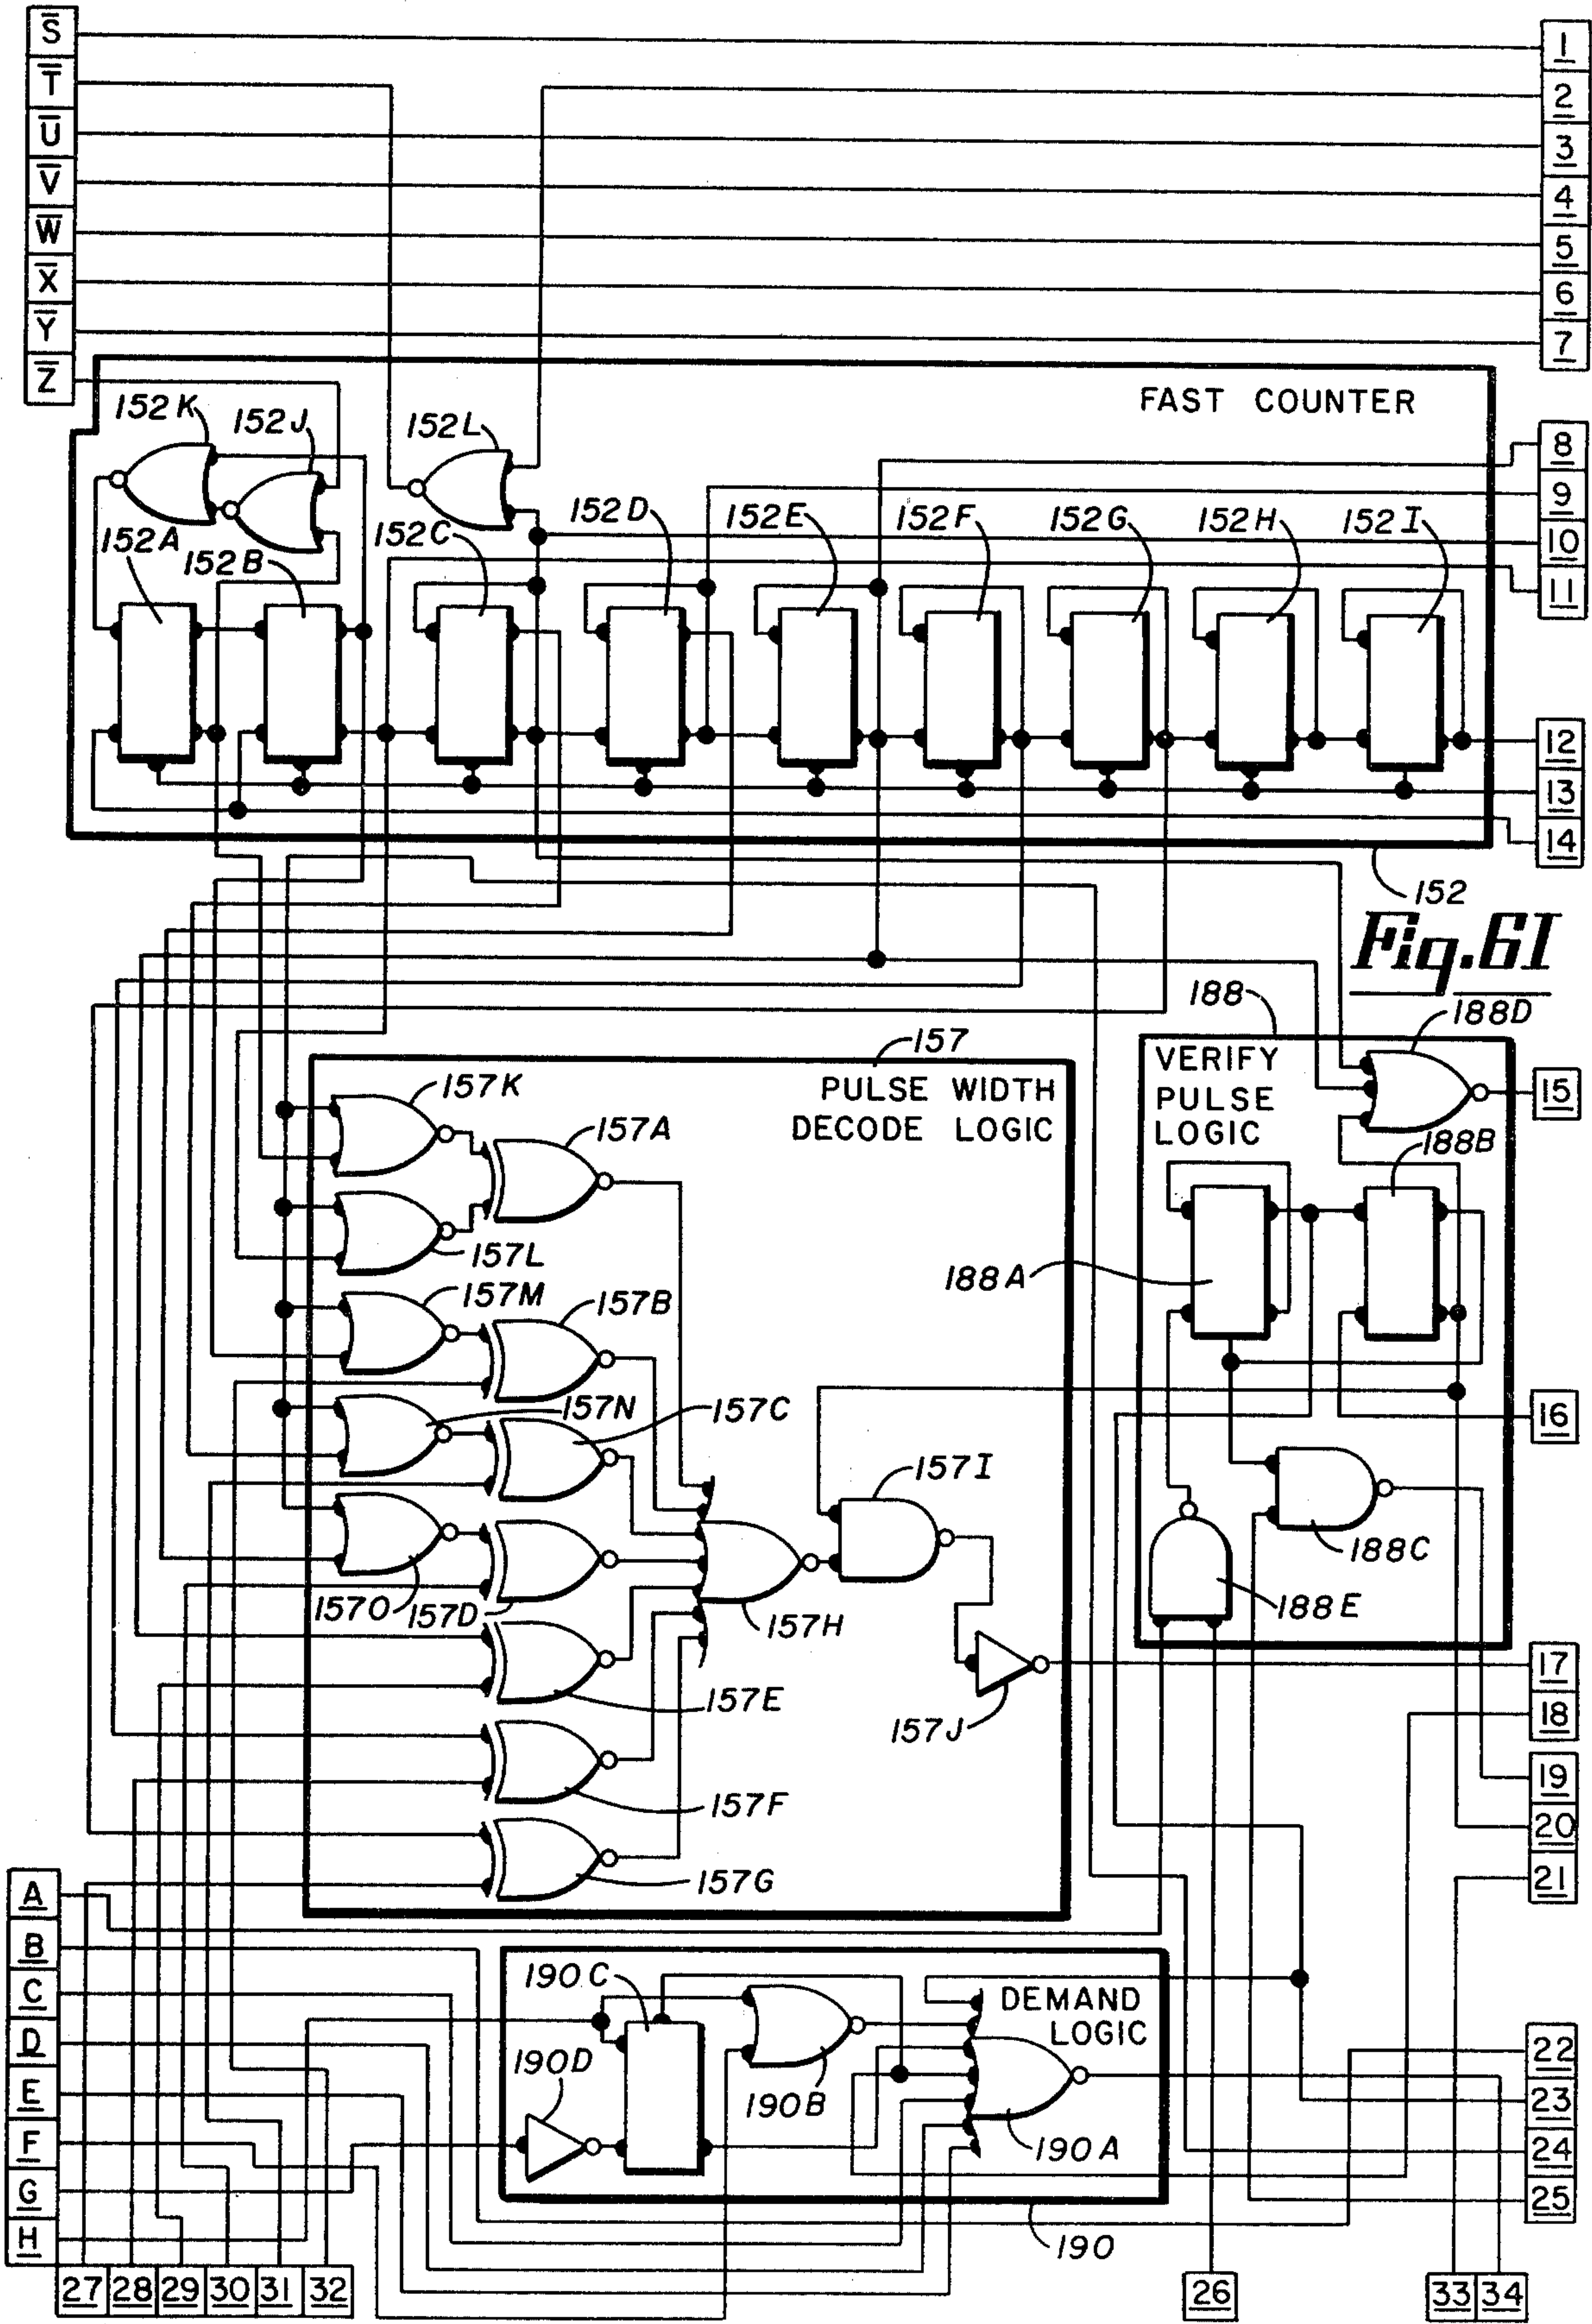 S̅ 1
T̅ 2
U̅ 3
V̅ 4
W̅ 5
X̅ 6
Y̅ 7
Z̅
FAST COUNTER
152K 152J 152L 8
9
152A 152B 152C 152D 152E 152F 152G 152H 152I 10
11
12
13
14
152
Fig.6I
188 188D
157
PULSE WIDTH
DECODE LOGIC
VERIFY
PULSE
LOGIC
15
157K
157A
188B
157L
188A
157M 157B
157N 157C 16
157I
188C
157O 157D 157H 188E
17
157E 157J 18
19
157F 20
157G 21
A
B
C
D
E
F
G
H
190C
DEMAND
LOGIC
190D
190B
190A
22
23
24
25
190
27 28 29 30 31 32 26 33 34